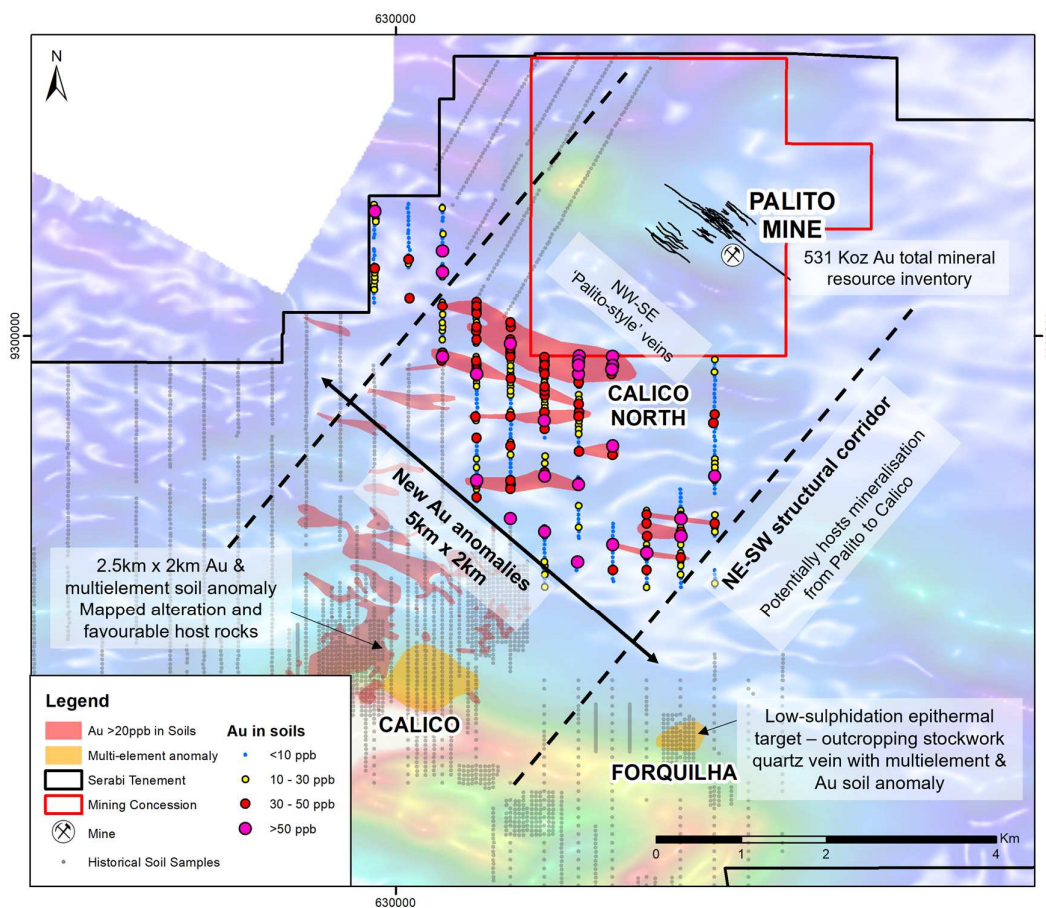 630000
N
9300000
PALITO
MINE
531 Koz Au total mineral
resource inventory
NW-SE
'Palito-style' veins
CALICO
NORTH
New Au anomalies
5km x 2km
NE-SW structural corridor
Potentially hosts mineralisation
from Palito to Calico
2.5km x 2km Au &
multielement soil anomaly
Mapped alteration and
favourable host rocks
CALICO
FORQUILHA
Low-sulphidation epithermal
target – outcropping stockwork
quartz vein with multielement &
Au soil anomaly
Legend
Au >20ppb in Soils
Multi-element anomaly
Serabi Tenement
Mining Concession
Mine
Historical Soil Samples
Au in soils
<10 ppb
10 - 30 ppb
30 - 50 ppb
>50 ppb
Km
0 1 2 4
630000